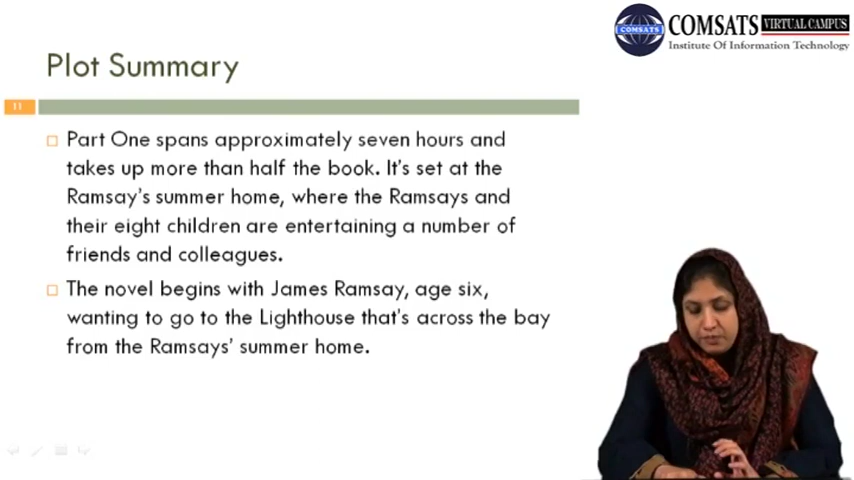 COMSATS VIRTUAL CAMPUS
COMSATS
Institute Of Information Technology
Plot Summary
11
Part One spans approximately seven hours and
takes up more than half the book. It's set at the
Ramsay's summer home, where the Ramsays and
their eight children are entertaining a number of
friends and colleagues.
The novel begins with James Ramsay, age six,
wanting to go to the Lighthouse that's across the bay
from the Ramsays' summer home.